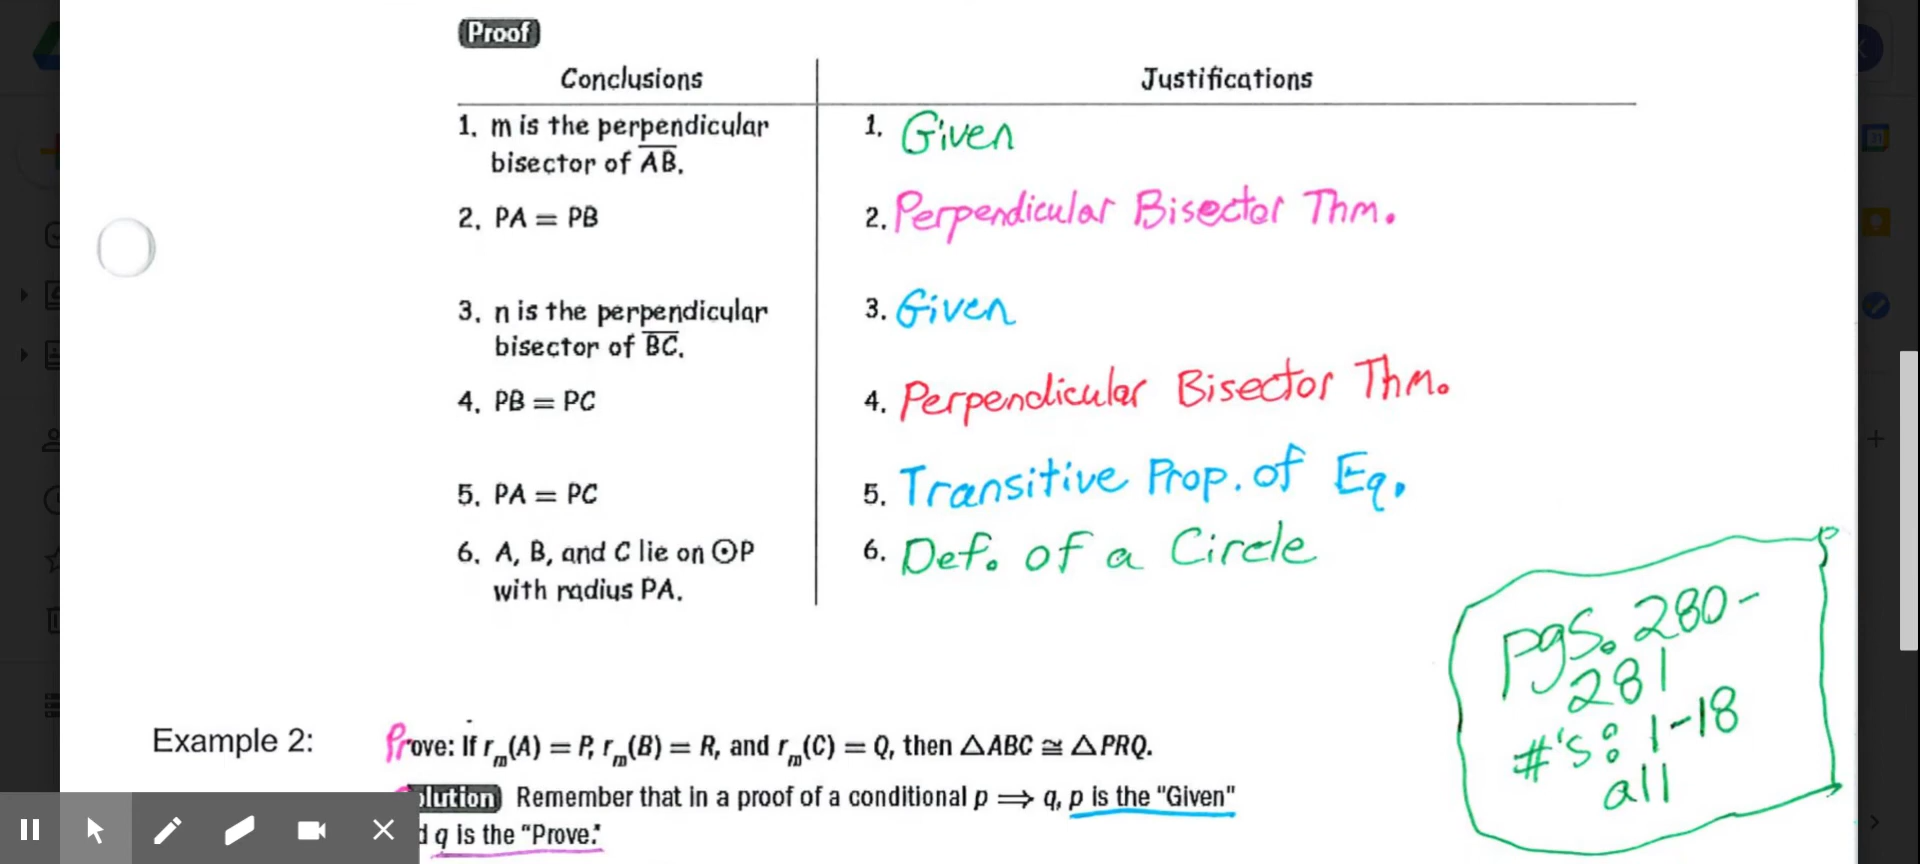 Proof
Conclusions
Justifications
1. m is the perpendicular
bisector of AB.
1. Given
2. PA = PB
2. Perpendicular Bisector Thm.
3. n is the perpendicular
bisector of BC.
3. Given
4. PB = PC
4. Perpendicular Bisector Thm.
5. PA = PC
5. Transitive Prop. of Eq.
6. A, B, and C lie on ⊙P
with radius PA.
6. Def. of a Circle
pgs. 280-
281
#'s: 1-18
all
Example 2:
Prove: If rₘ(A) = P, rₘ(B) = R, and rₘ(C) = Q, then △ABC ≅ △PRQ.
lution Remember that in a proof of a conditional p ⟹ q, p is the "Given"
d q is the "Prove."
31